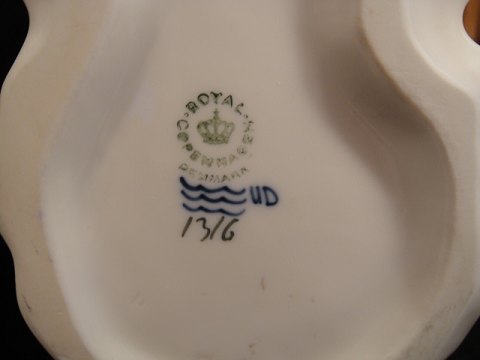 ROYAL
COPENHAGEN
DENMARK
UD
1316